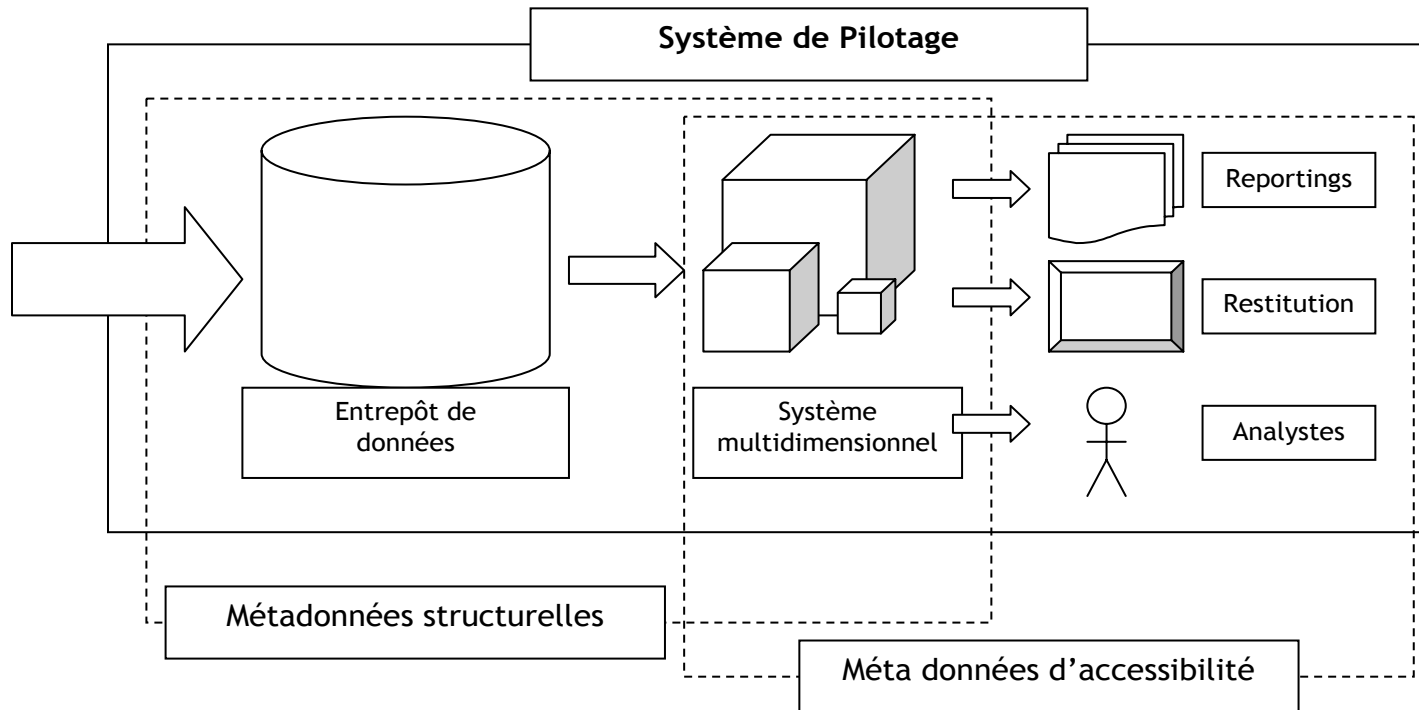 Système de Pilotage
Reportings
Restitution
Entrepôt de
données
Système
multidimensionnel
Analystes
Métadonnées structurelles
Méta données d’accessibilité